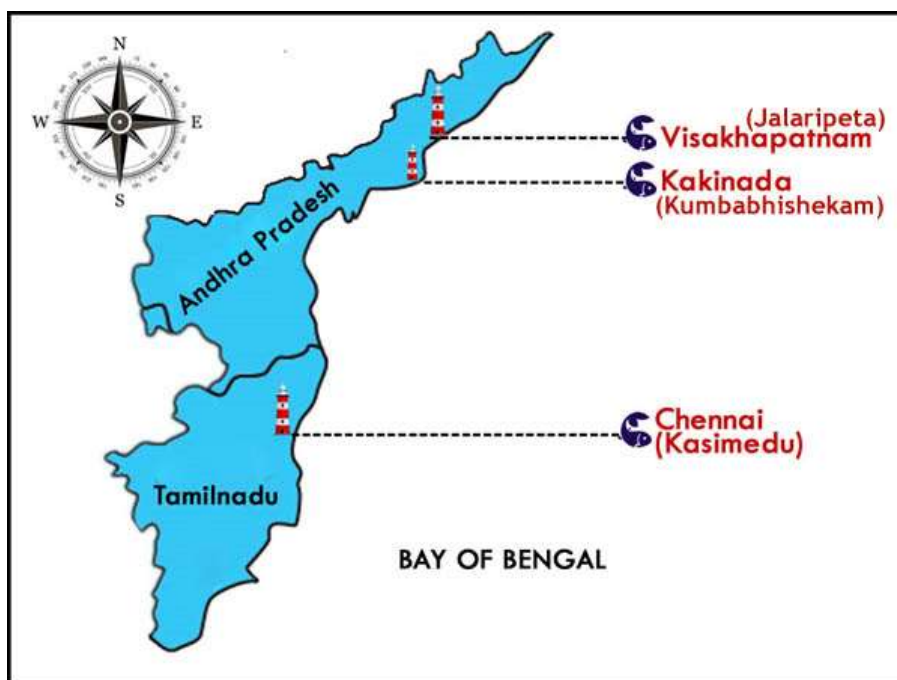 N
W E
S
(Jalaripeta)
Visakhapatnam
Kakinada
(Kumbabhishekam)
Andhra Pradesh
Chennai
(Kasimedu)
Tamilnadu
BAY OF BENGAL